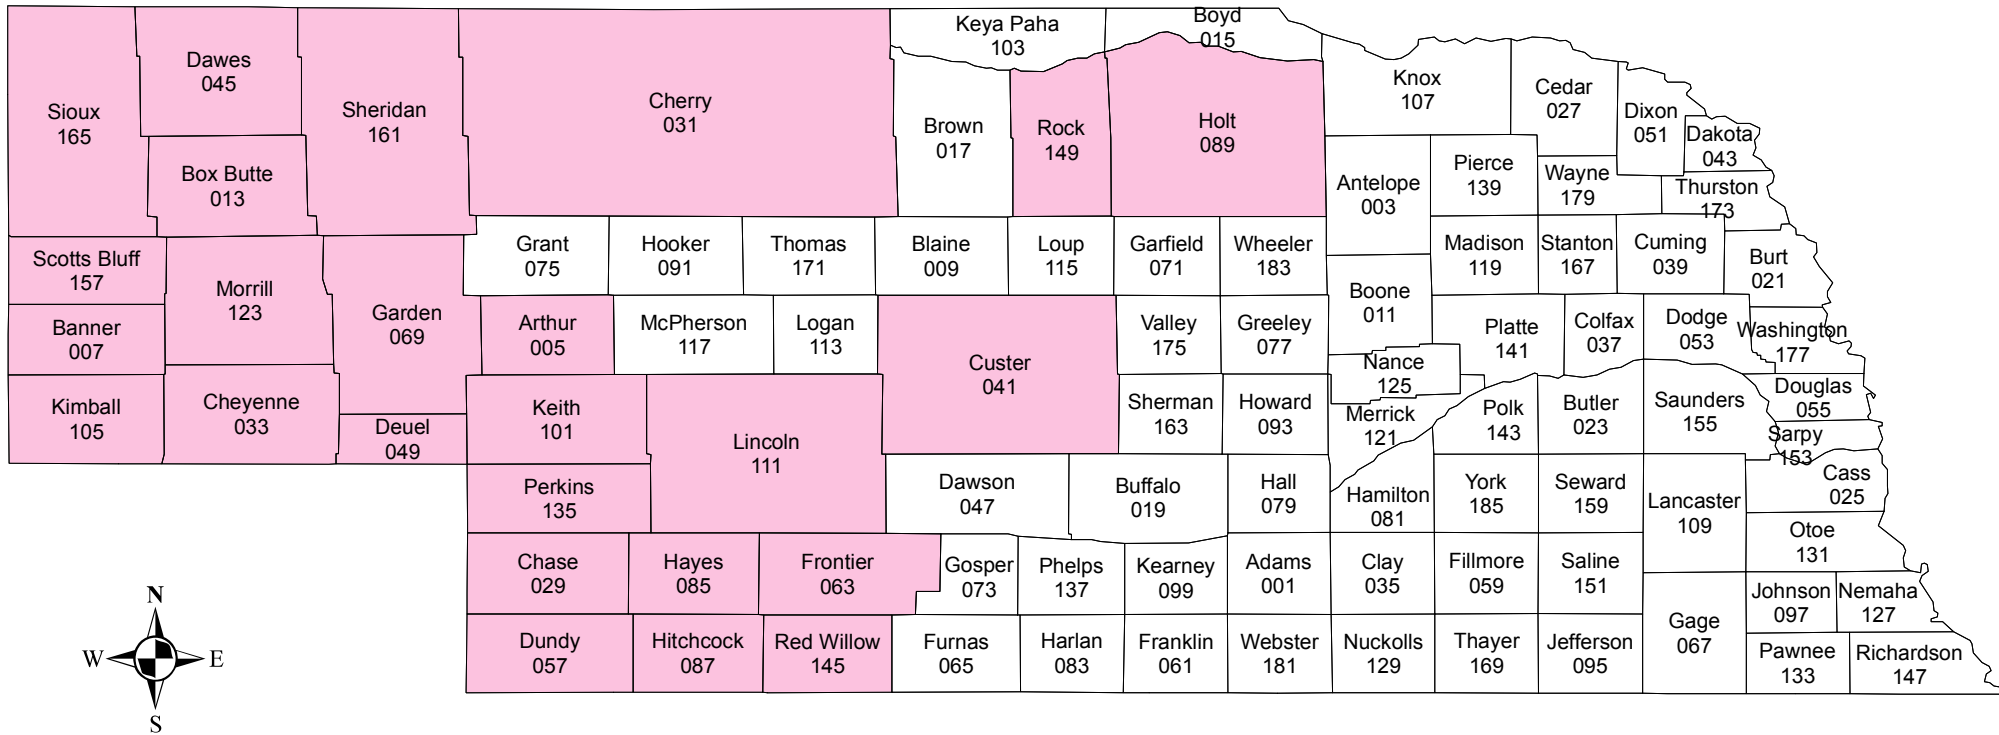 Sioux
165
Dawes
045
Sheridan
161
Cherry
031
Keya Paha
103
Boyd
015
Box Butte
013
Brown
017
Rock
149
Holt
089
Knox
107
Cedar
027
Dixon
051
Dakota
043
Antelope
003
Pierce
139
Wayne
179
Thurston
173
Scotts Bluff
157
Banner
007
Morrill
123
Garden
069
Grant
075
Hooker
091
Thomas
171
Blaine
009
Loup
115
Garfield
071
Wheeler
183
Madison
119
Stanton
167
Cuming
039
Burt
021
Boone
011
Arthur
005
McPherson
117
Logan
113
Custer
041
Valley
175
Greeley
077
Platte
141
Colfax
037
Dodge
053
Washington
177
Nance
125
Kimball
105
Cheyenne
033
Deuel
049
Keith
101
Lincoln
111
Sherman
163
Howard
093
Merrick
121
Polk
143
Butler
023
Saunders
155
Douglas
055
Sarpy
153
Perkins
135
Dawson
047
Buffalo
019
Hall
079
Hamilton
081
York
185
Seward
159
Lancaster
109
Cass
025
Otoe
131
Chase
029
Hayes
085
Frontier
063
Gosper
073
Phelps
137
Kearney
099
Adams
001
Clay
035
Fillmore
059
Saline
151
Gage
067
Johnson
097
Nemaha
127
Dundy
057
Hitchcock
087
Red Willow
145
Furnas
065
Harlan
083
Franklin
061
Webster
181
Nuckolls
129
Thayer
169
Jefferson
095
Pawnee
133
Richardson
147
N
W E
S